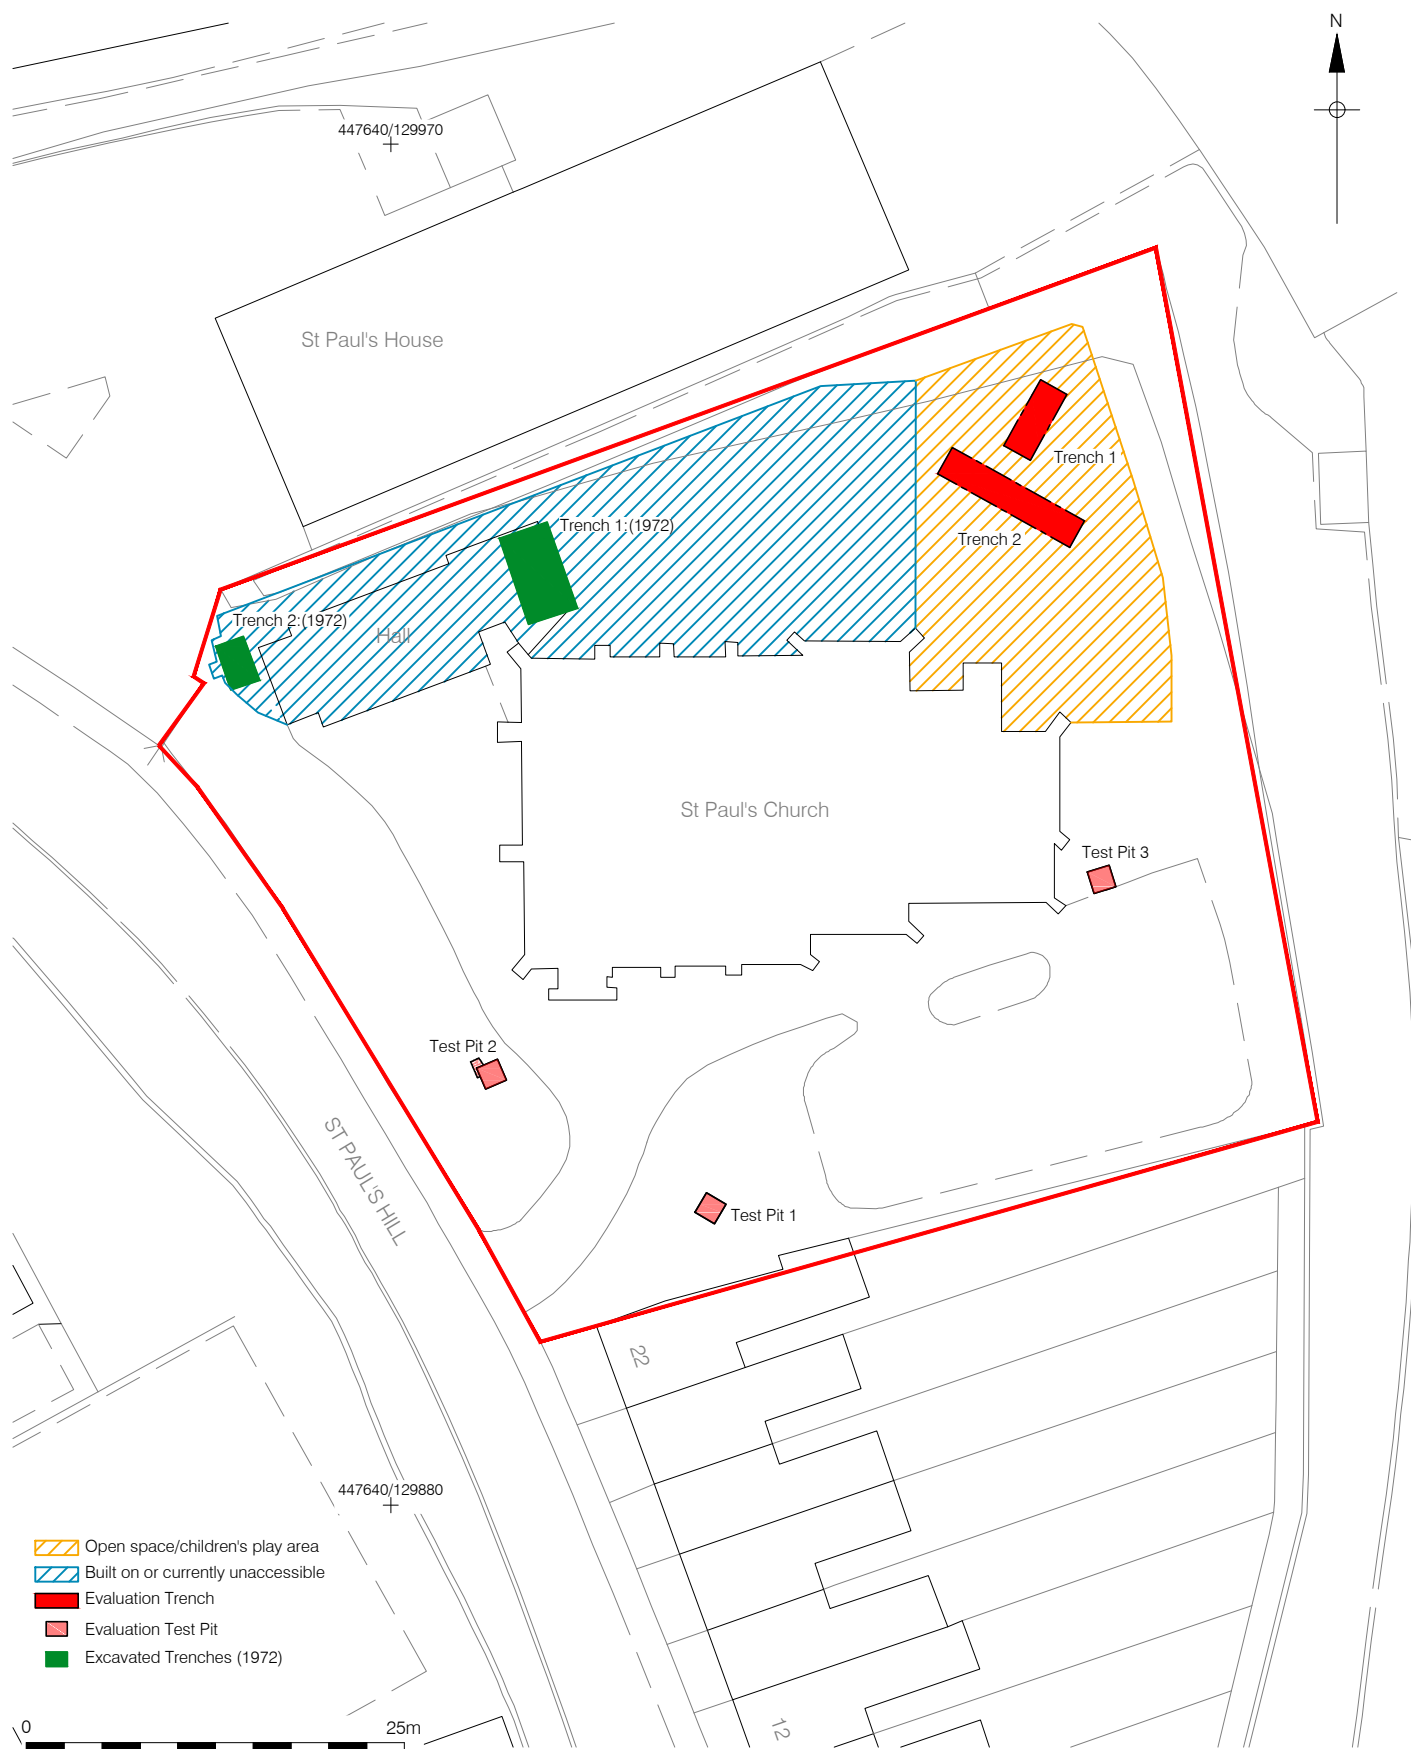 N
447640/129970
St Paul's House
Trench 1
Trench 1:(1972)
Trench 2
Trench 2:(1972)
Hall
St Paul's Church
Test Pit 3
Test Pit 2
ST PAUL'S HILL
Test Pit 1
22
447640/129880
Open space/children's play area
Built on or currently unaccessible
Evaluation Trench
Evaluation Test Pit
Excavated Trenches (1972)
0 25m
12